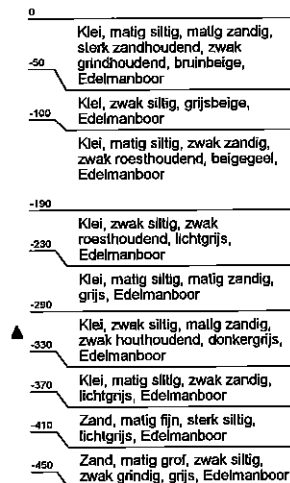 0
Klei, matig siltig, matig zandig,
sterk zandhoudend, zwak
grindhoudend, bruinbeige,
Edelmanboor
-50
Klei, zwak siltig, grijsbeige,
Edelmanboor
-100
Klei, matig siltig, zwak zandig,
zwak roesthoudend, beigegeel,
Edelmanboor
-190
Klei, zwak siltig, zwak
roesthoudend, lichtgrijs,
Edelmanboor
-230
Klei, matig siltig, matig zandig,
grijs, Edelmanboor
-290
Klei, zwak siltig, matig zandig,
zwak houthoudend, donkergrijs,
Edelmanboor
-330
Klei, matig siltig, zwak zandig,
lichtgrijs, Edelmanboor
-370
Zand, matig fijn, sterk siltig,
lichtgrijs, Edelmanboor
-410
Zand, matig grof, zwak siltig,
zwak grindig, grijs, Edelmanboor
-450